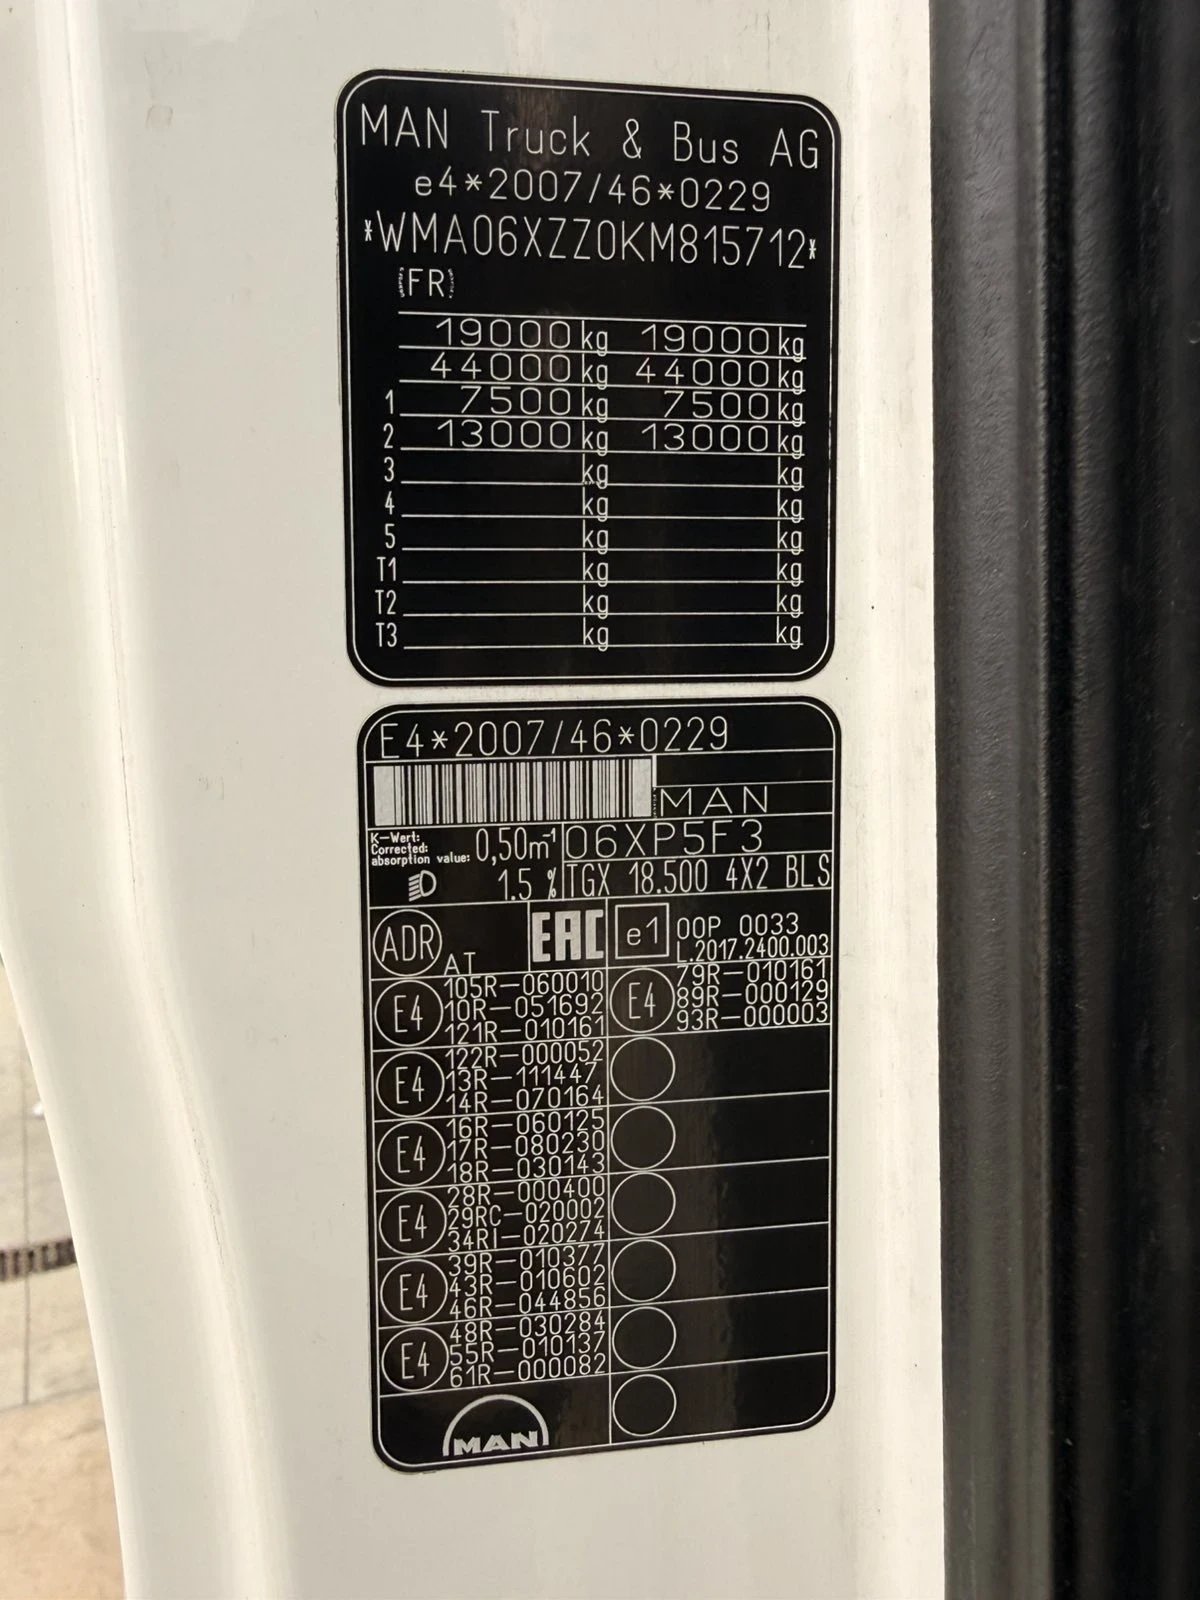 MAN Truck & Bus AG
e4*2007/46*0229
*WMA06XZZ0KM815712*
FR
19000 kg 19000 kg
44000 kg 44000 kg
1 7500 kg 7500 kg
2 13000 kg 13000 kg
3 kg kg
4 kg kg
5 kg kg
T1 kg kg
T2 kg kg
T3 kg kg
E4*2007/46*0229
MAN
K-Wert:
Corrected:
absorption value: 0,50m⁻¹
06XP5F3
1.5 %
TGX 18.500 4X2 BLS
ADR AT
EAC
e1 00P 0033
L.2017.2400.003
E4 105R-060010
10R-051692
121R-010161
E4 79R-010161
89R-000129
93R-000003
E4 122R-000052
13R-111447
14R-070164
E4 16R-060125
17R-080230
18R-030143
E4 28R-000400
29RC-020002
34RI-020274
E4 39R-010377
43R-010602
46R-044856
E4 48R-030284
55R-010137
61R-000082
MAN